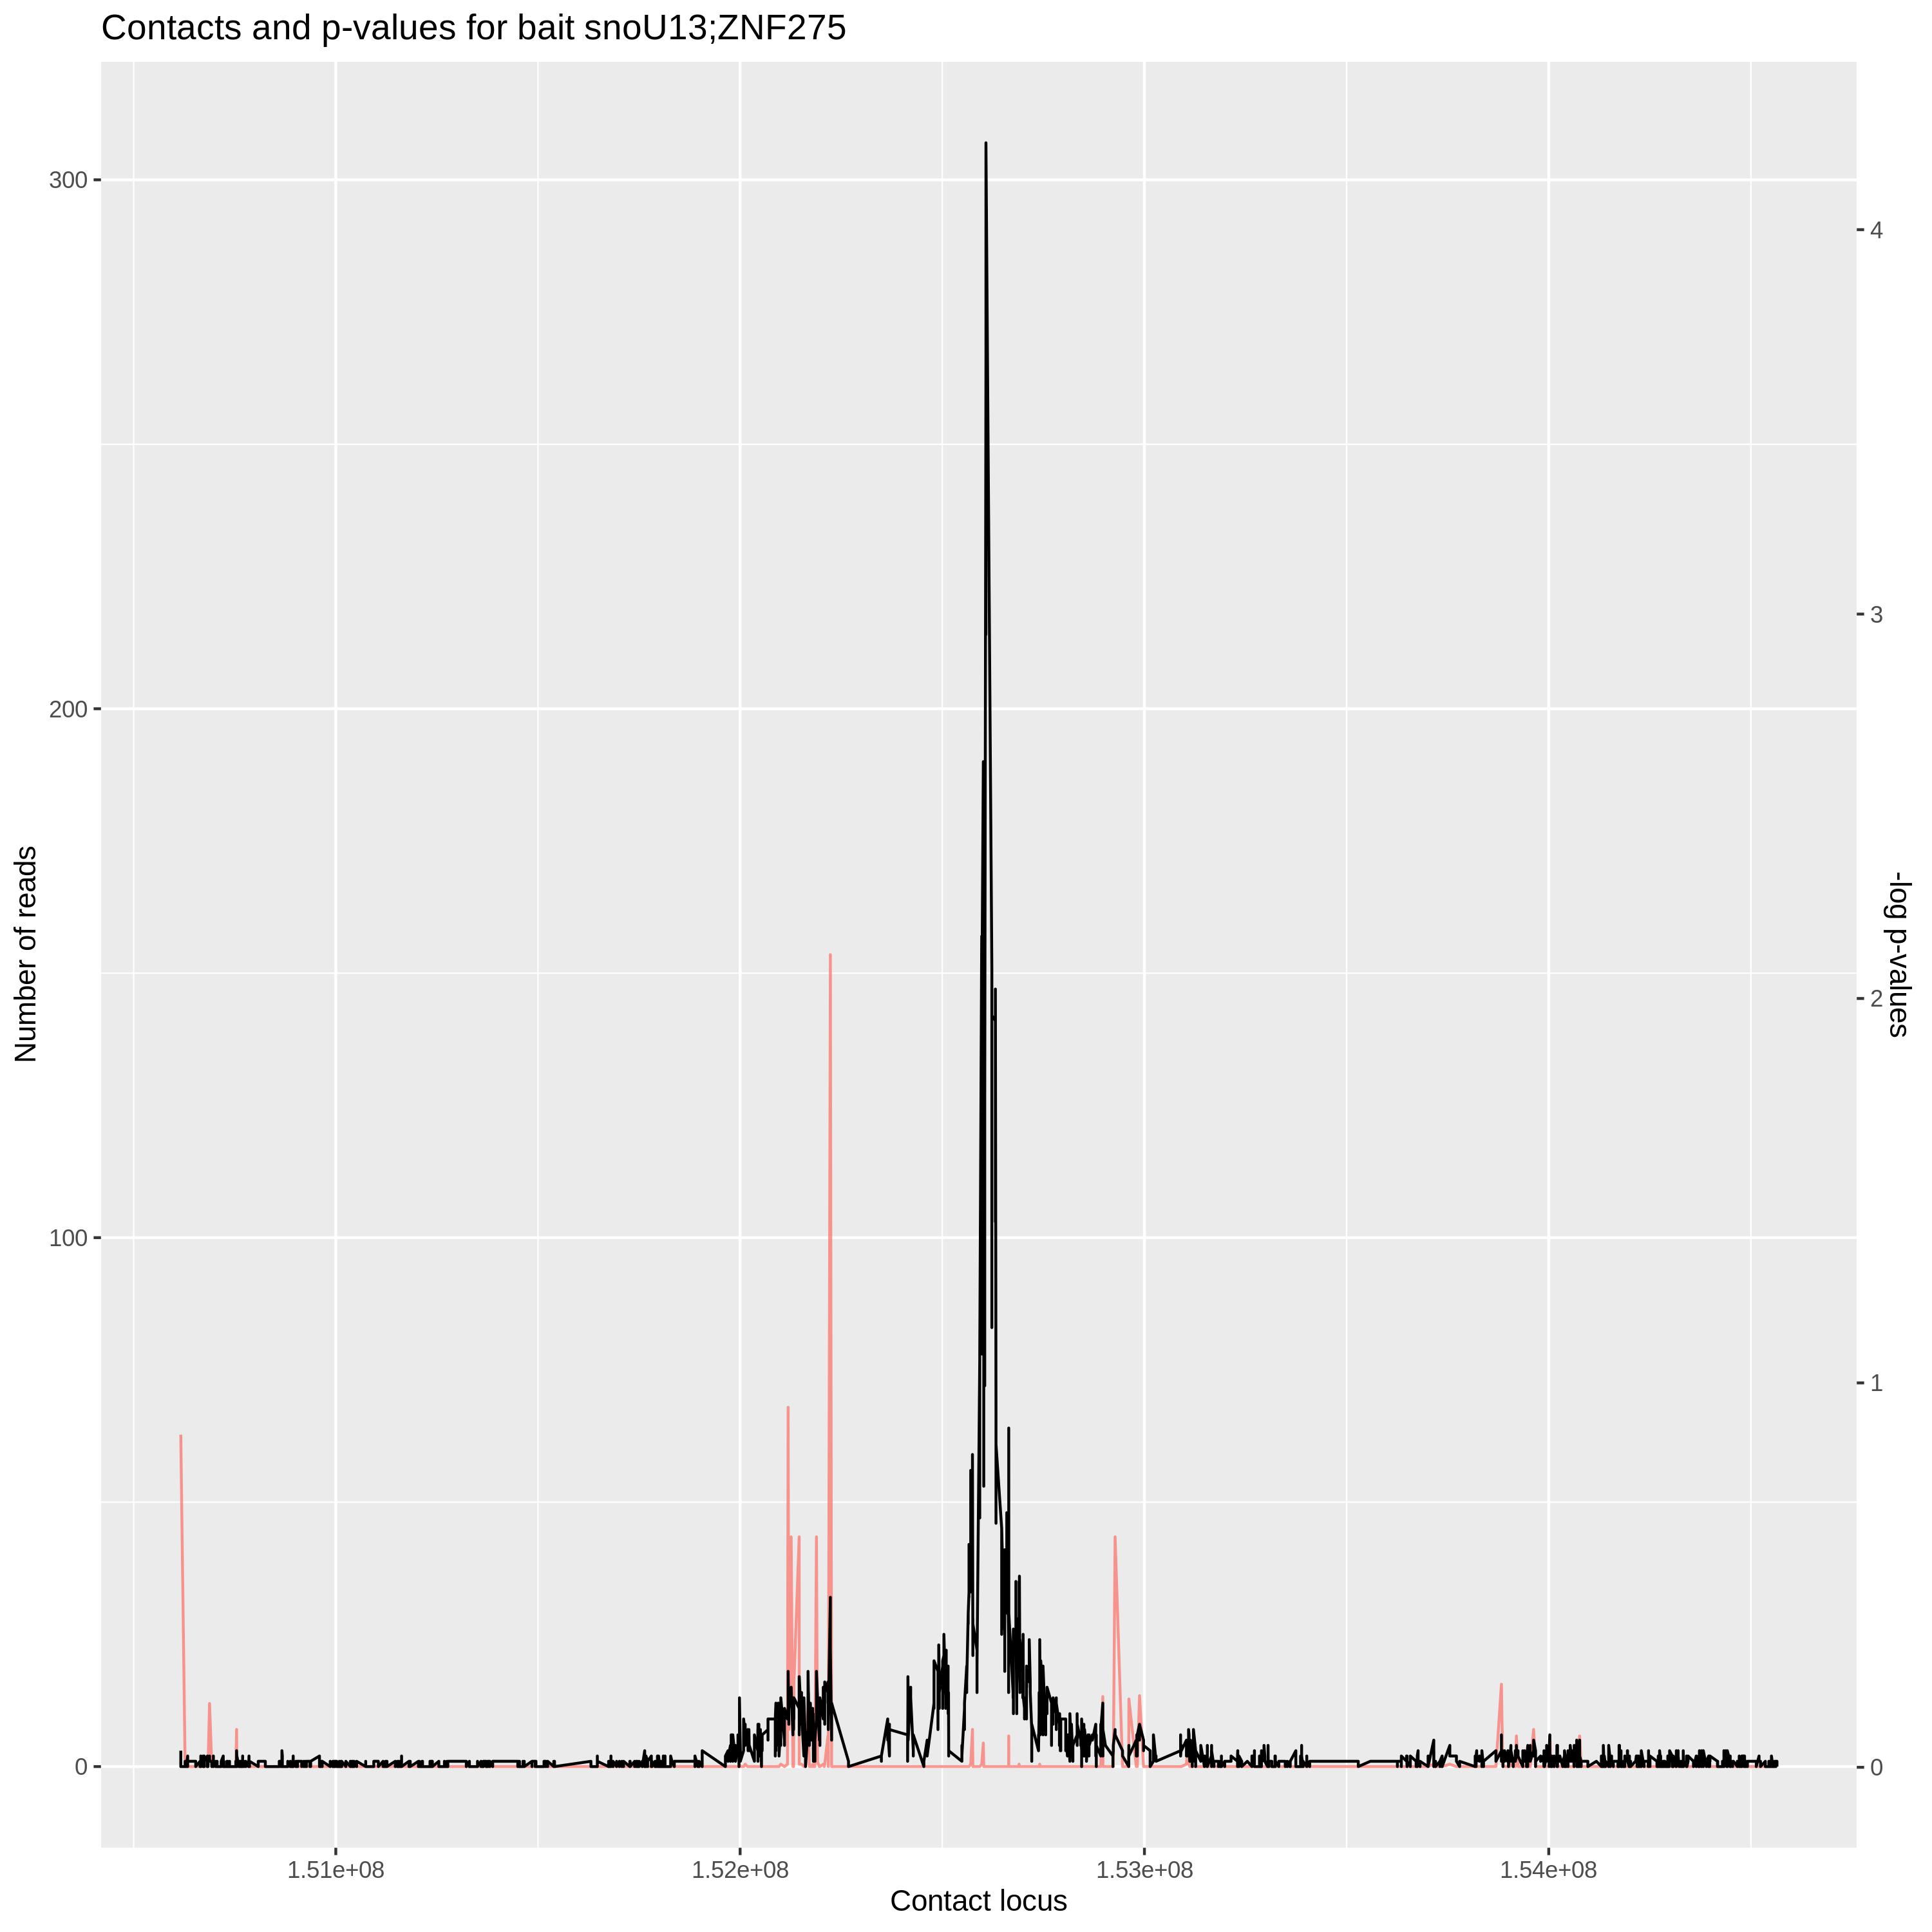 Contacts and p-values for bait snoU13;ZNF275
300
200
100
0
Number of reads
4
3
2
1
0
-log p-values
1.51e+08
1.52e+08
1.53e+08
1.54e+08
Contact locus